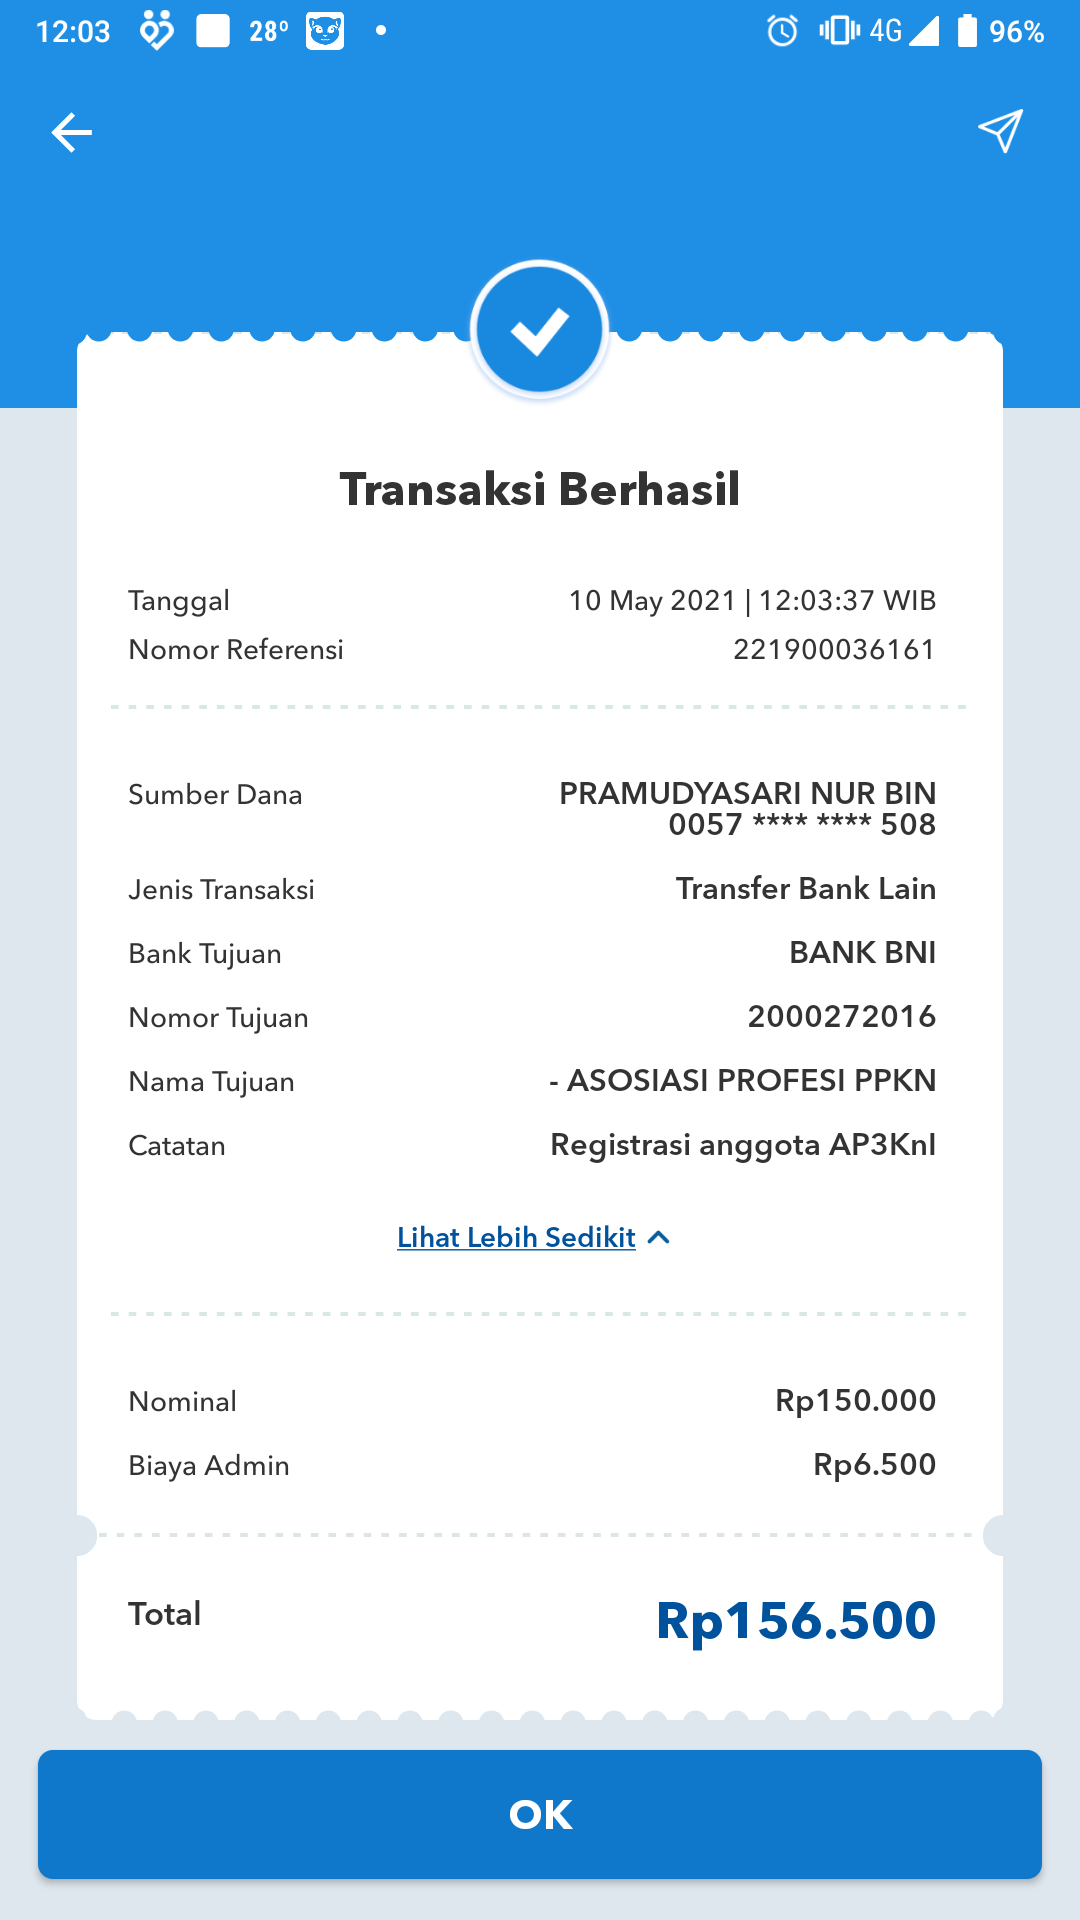 12:03 28° 4G 96%
Transaksi Berhasil
Tanggal 10 May 2021 | 12:03:37 WIB
Nomor Referensi 221900036161
Sumber Dana PRAMUDYASARI NUR BIN
0057 **** **** 508
Jenis Transaksi Transfer Bank Lain
Bank Tujuan BANK BNI
Nomor Tujuan 2000272016
Nama Tujuan - ASOSIASI PROFESI PPKN
Catatan Registrasi anggota AP3KnI
Lihat Lebih Sedikit
Nominal Rp150.000
Biaya Admin Rp6.500
Total Rp156.500
OK